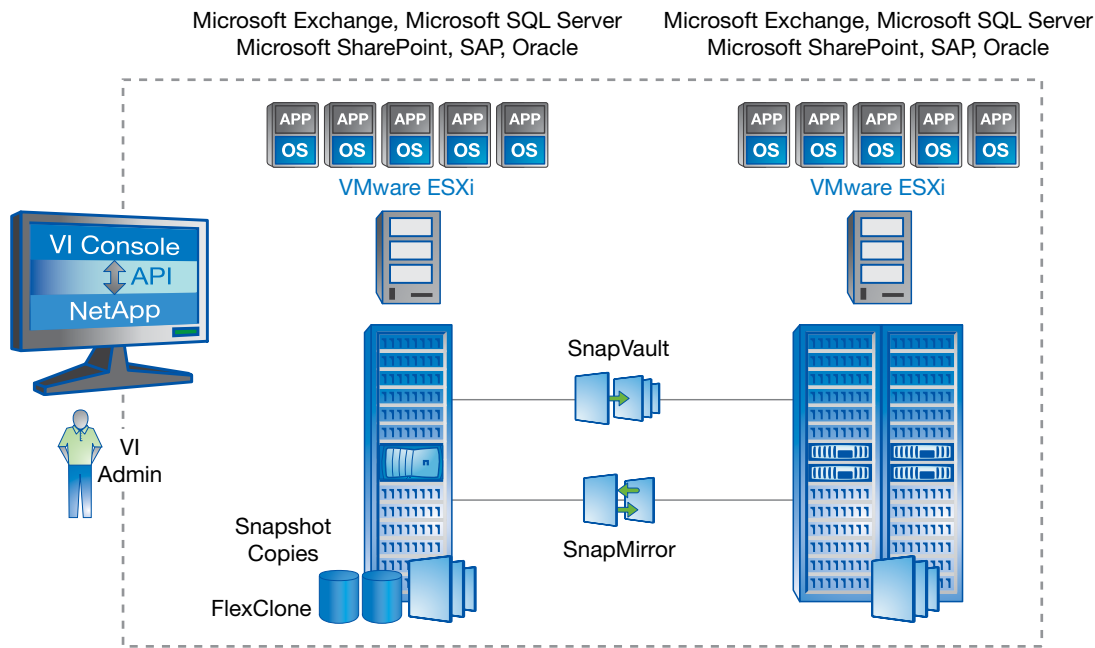 Microsoft Exchange, Microsoft SQL Server
Microsoft SharePoint, SAP, Oracle
Microsoft Exchange, Microsoft SQL Server
Microsoft SharePoint, SAP, Oracle
APP APP APP APP APP
OS OS OS OS OS
VMware ESXi
APP APP APP APP APP
OS OS OS OS OS
VMware ESXi
VI Console
API
NetApp
VI
Admin
SnapVault
SnapMirror
Snapshot
Copies
FlexClone